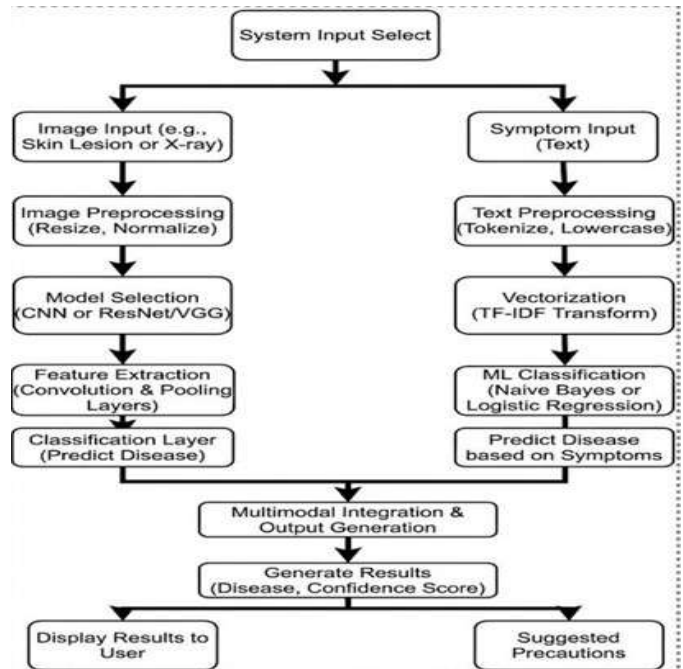 System Input Select
Image Input (e.g.,
Skin Lesion or X-ray)
Symptom Input
(Text)
Image Preprocessing
(Resize, Normalize)
Text Preprocessing
(Tokenize, Lowercase)
Model Selection
(CNN or ResNet/VGG)
Vectorization
(TF-IDF Transform)
Feature Extraction
(Convolution & Pooling
Layers)
ML Classification
(Naive Bayes or
Logistic Regression)
Classification Layer
(Predict Disease)
Predict Disease
based on Symptoms
Multimodal Integration &
Output Generation
Generate Results
(Disease, Confidence Score)
Display Results to
User
Suggested
Precautions